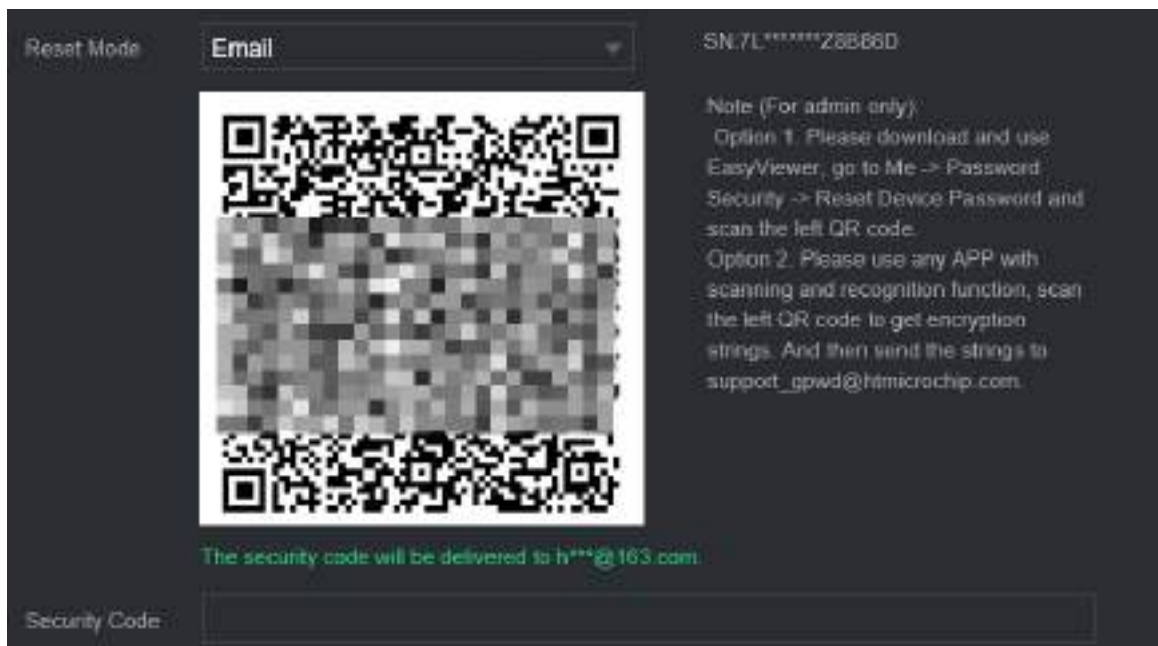 Reset Mode
Email
SN:7L*******Z8B86D
Note (For admin only):
Option 1. Please download and use
EasyViewer, go to Me -> Password
Security -> Reset Device Password and
scan the left QR code.
Option 2. Please use any APP with
scanning and recognition function, scan
the left QR code to get encryption
strings. And then send the strings to
support_gpwd@htmicrochip.com.
The security code will be delivered to h***@163.com.
Security Code